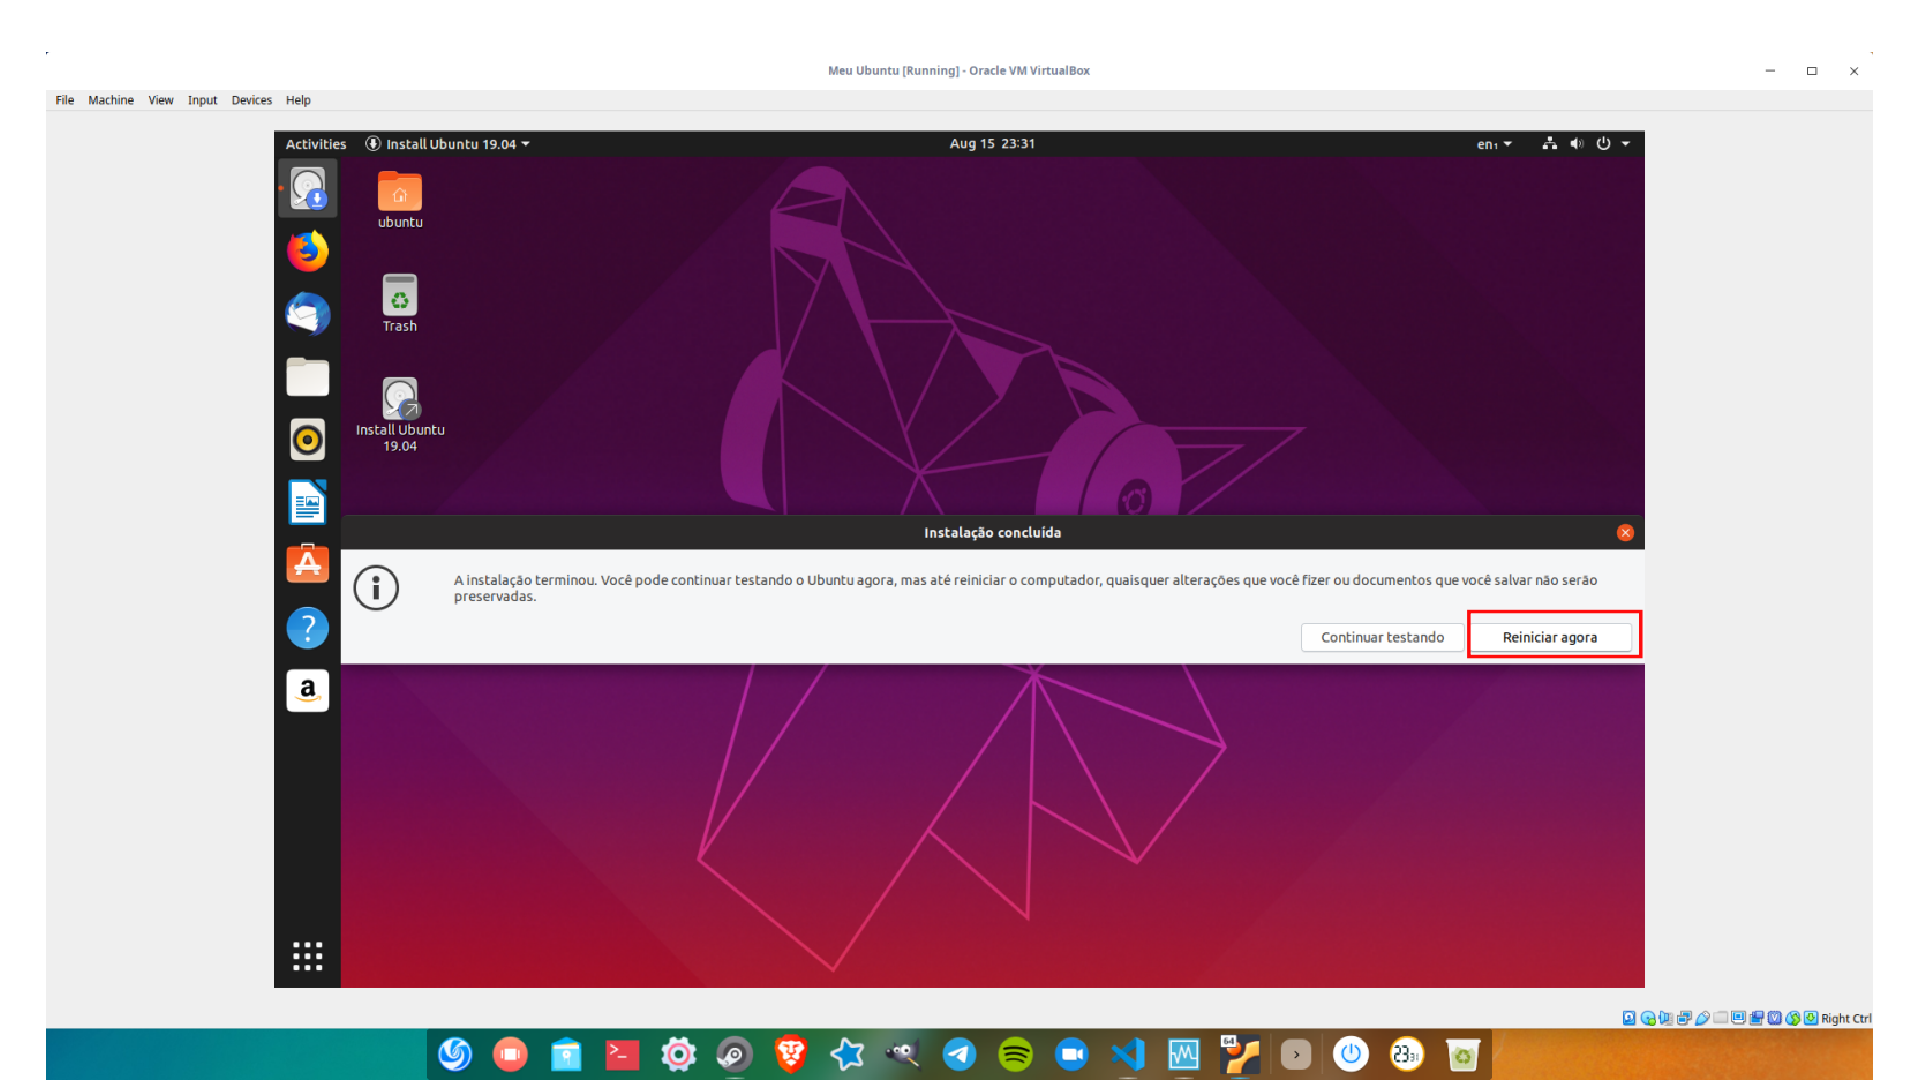 Meu Ubuntu [Running] - Oracle VM VirtualBox
File Machine View Input Devices Help
Activities Install Ubuntu 19.04 Aug 15 23:31 en1
ubuntu
Trash
Install Ubuntu
19.04
Instalação concluída
A instalação terminou. Você pode continuar testando o Ubuntu agora, mas até reiniciar o computador, quaisquer alterações que você fizer ou documentos que você salvar não serão
preservadas.
Continuar testando Reiniciar agora
a
Right Ctrl
64
23:31